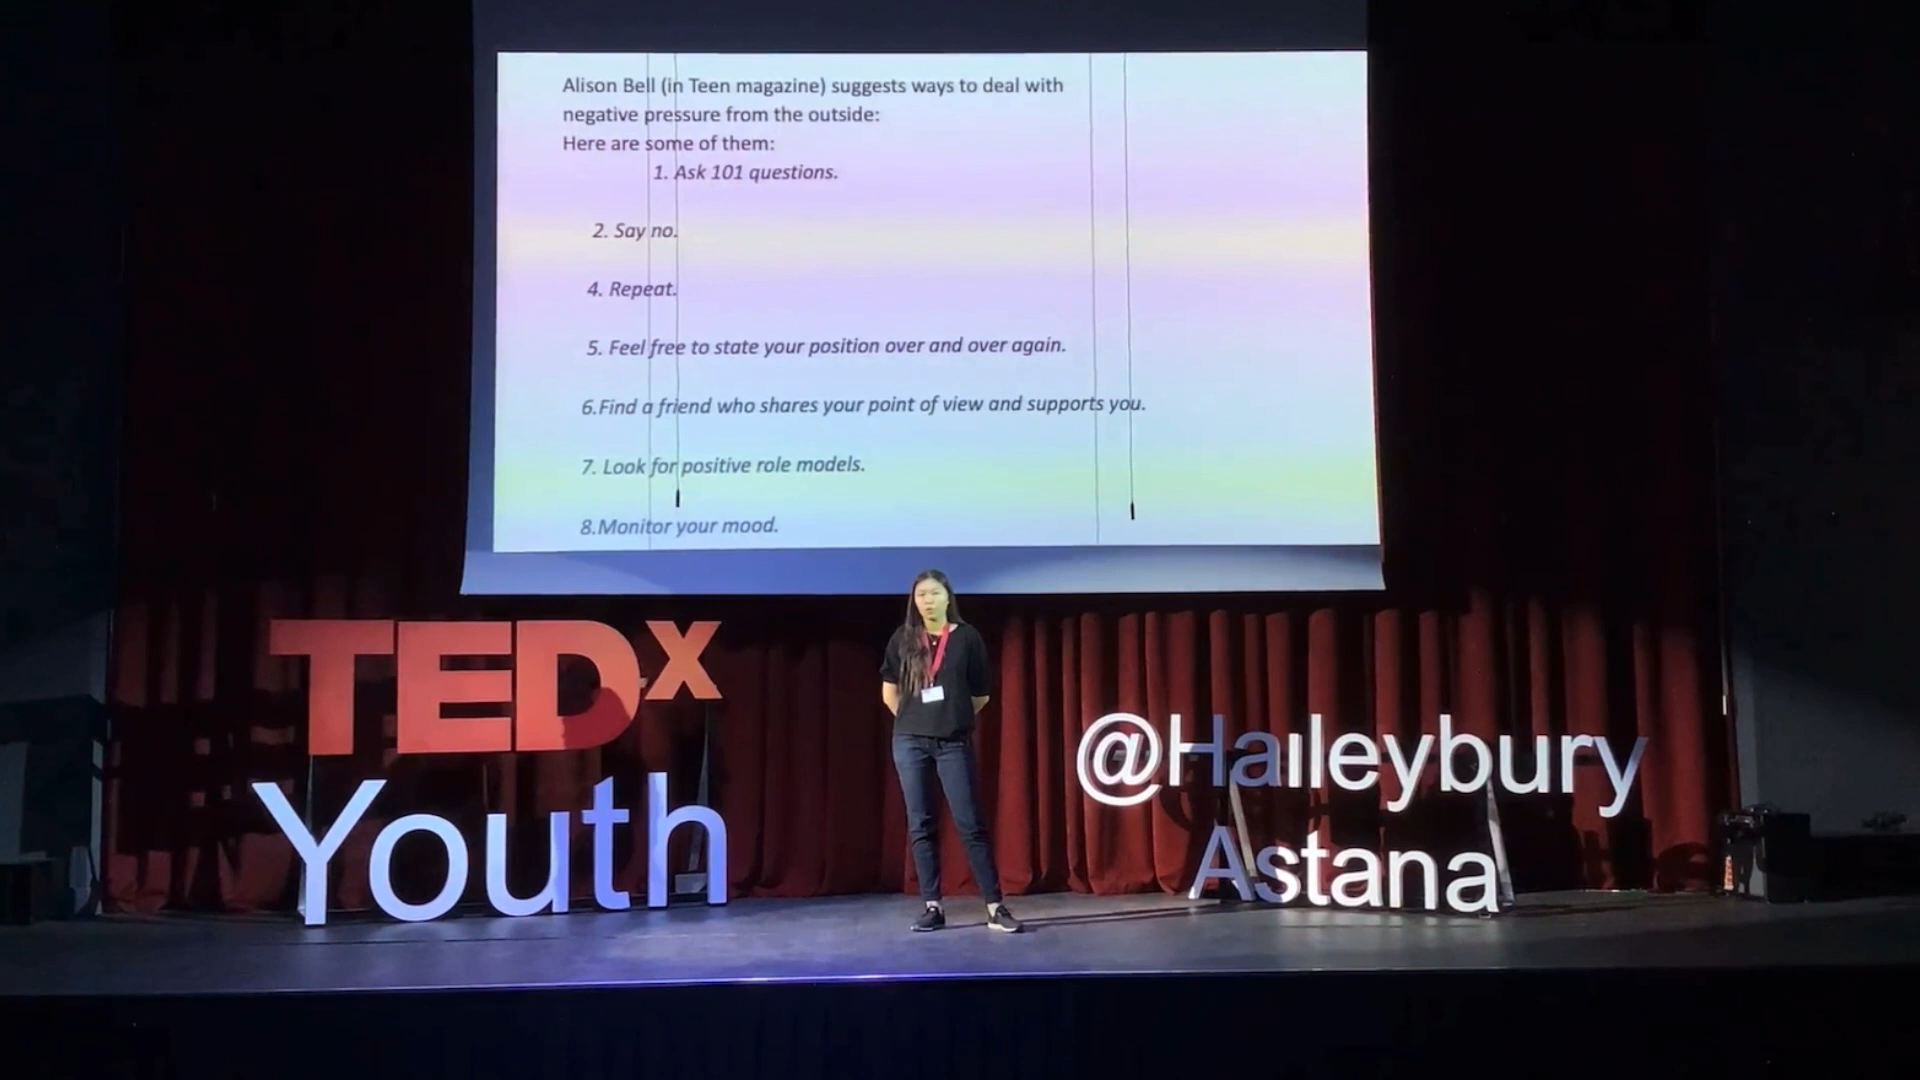 Alison Bell (in Teen magazine) suggests ways to deal with
negative pressure from the outside:
Here are some of them:
1. Ask 101 questions.
2. Say no.
4. Repeat.
5. Feel free to state your position over and over again.
6.Find a friend who shares your point of view and supports you.
7. Look for positive role models.
8.Monitor your mood.
TEDx
Youth
@Haileybury
Astana